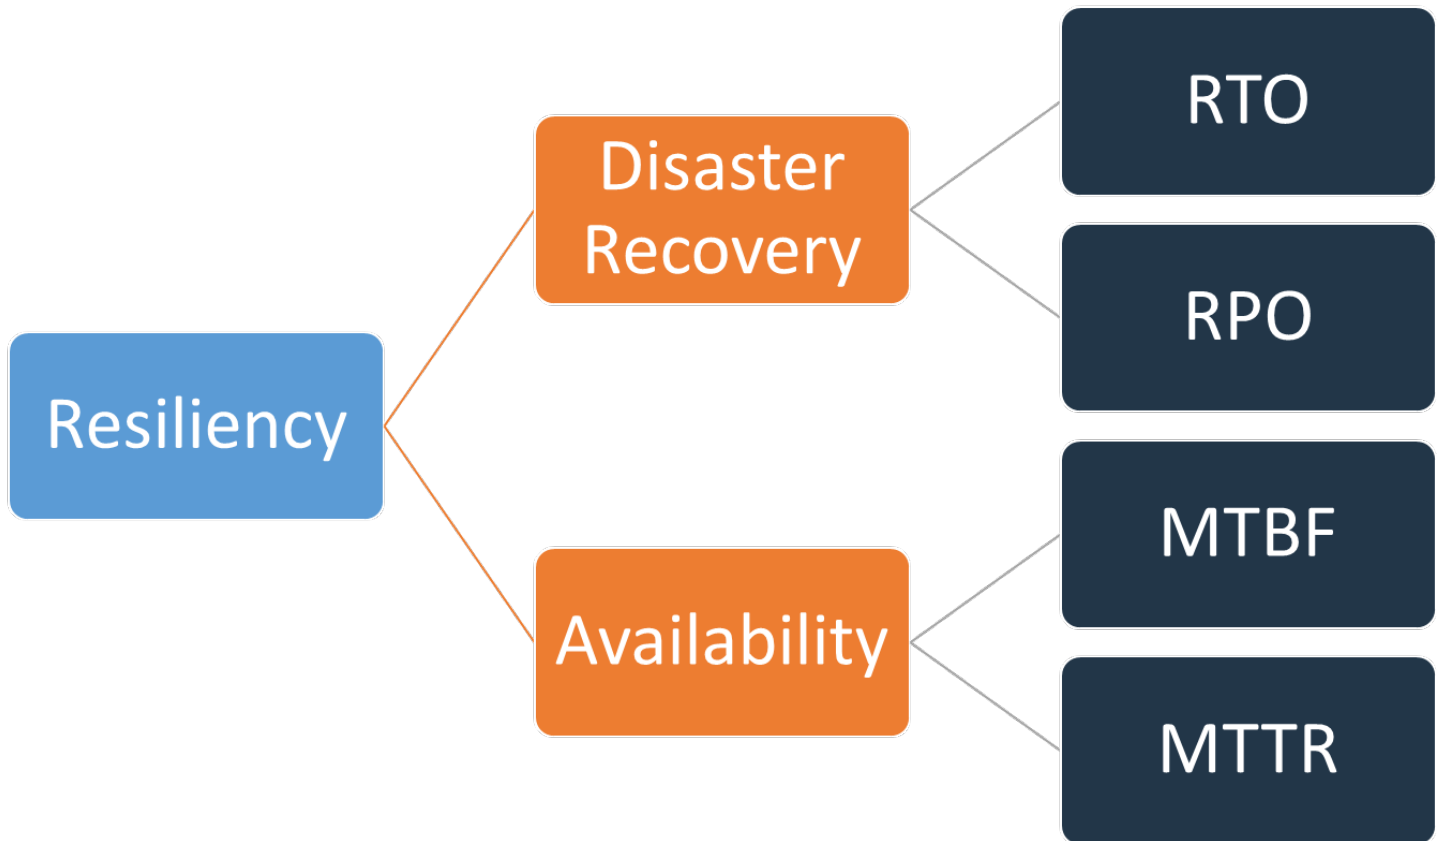 Resiliency
Disaster
Recovery
Availability
RTO
RPO
MTBF
MTTR